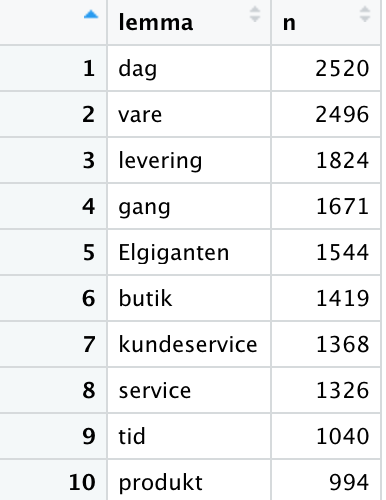 lemma n
1 dag 2520
2 vare 2496
3 levering 1824
4 gang 1671
5 Elgiganten 1544
6 butik 1419
7 kundeservice 1368
8 service 1326
9 tid 1040
10 produkt 994